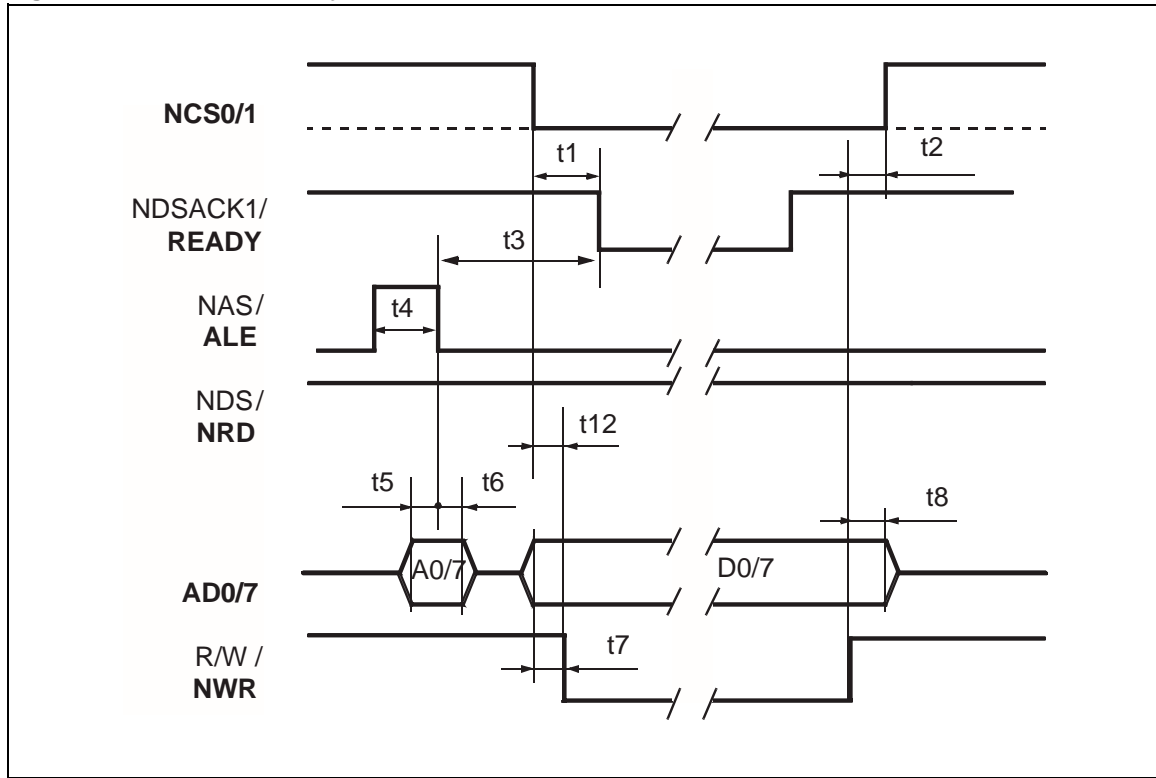 NCS0/1
t1
t2
NDSACK1/
READY
t3
NAS/
ALE
t4
NDS/
NRD
t12
t5
t6
t8
AD0/7
A0/7
D0/7
R/W /
NWR
t7